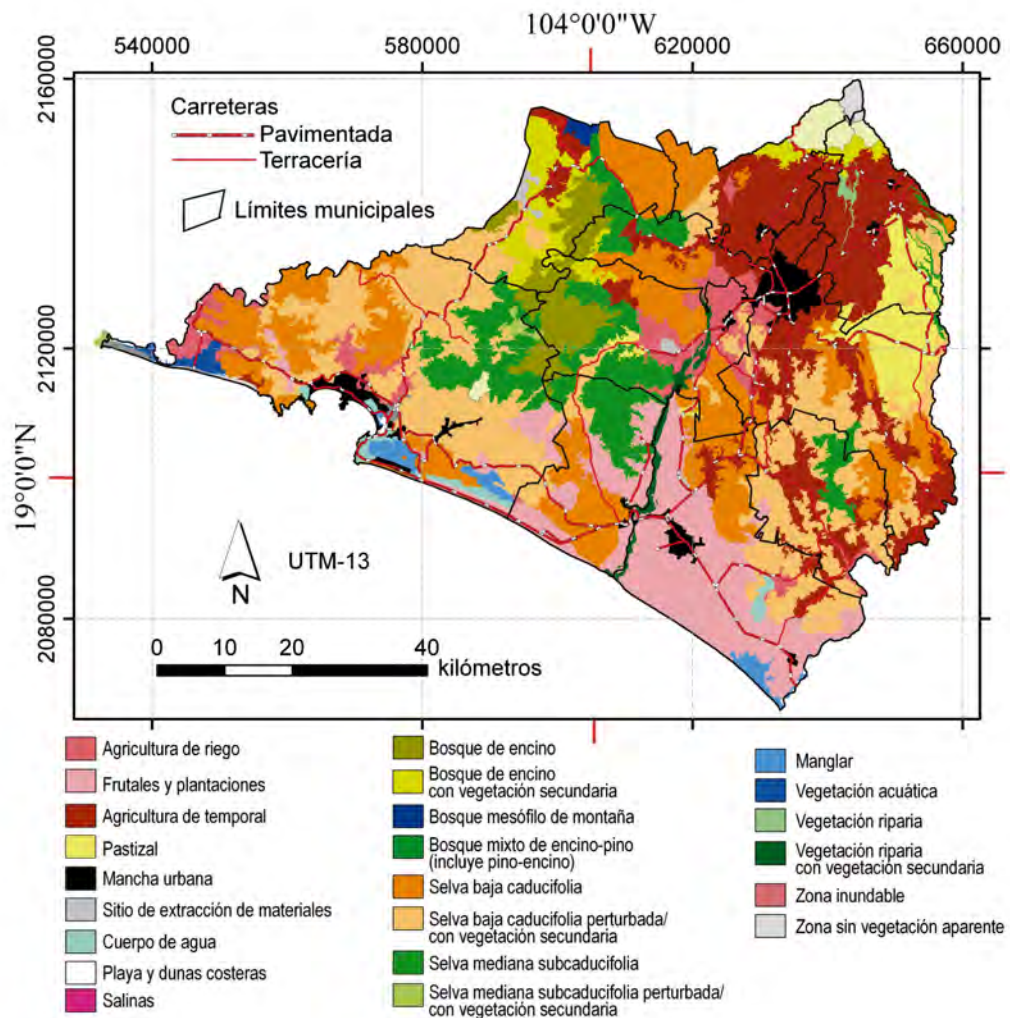 104°0'0"W
540000
580000
620000
660000
2160000
2120000
2080000
19°0'0"N
Carreteras
Pavimentada
Terracería
Límites municipales
UTM-13
N
0 10 20 40
kilómetros
Agricultura de riego
Frutales y plantaciones
Agricultura de temporal
Pastizal
Mancha urbana
Sitio de extracción de materiales
Cuerpo de agua
Playa y dunas costeras
Salinas
Bosque de encino
Bosque de encino
con vegetación secundaria
Bosque mesófilo de montaña
Bosque mixto de encino-pino
(incluye pino-encino)
Selva baja caducifolia
Selva baja caducifolia perturbada/
con vegetación secundaria
Selva mediana subcaducifolia
Selva mediana subcaducifolia perturbada/
con vegetación secundaria
Manglar
Vegetación acuática
Vegetación riparia
Vegetación riparia
con vegetación secundaria
Zona inundable
Zona sin vegetación aparente